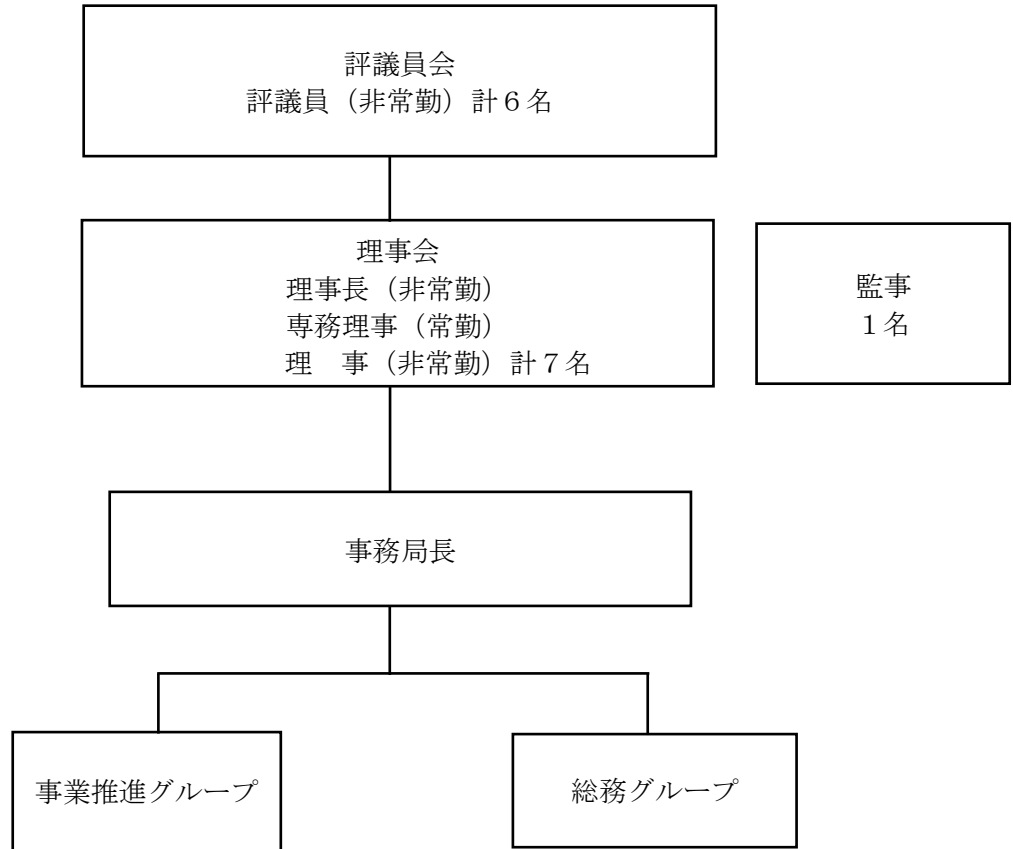 評議員会
評議員（非常勤）計６名
理事会
理事長（非常勤）
専務理事（常勤）
理　事（非常勤）計７名
監事
１名
事務局長
事業推進グループ
総務グループ